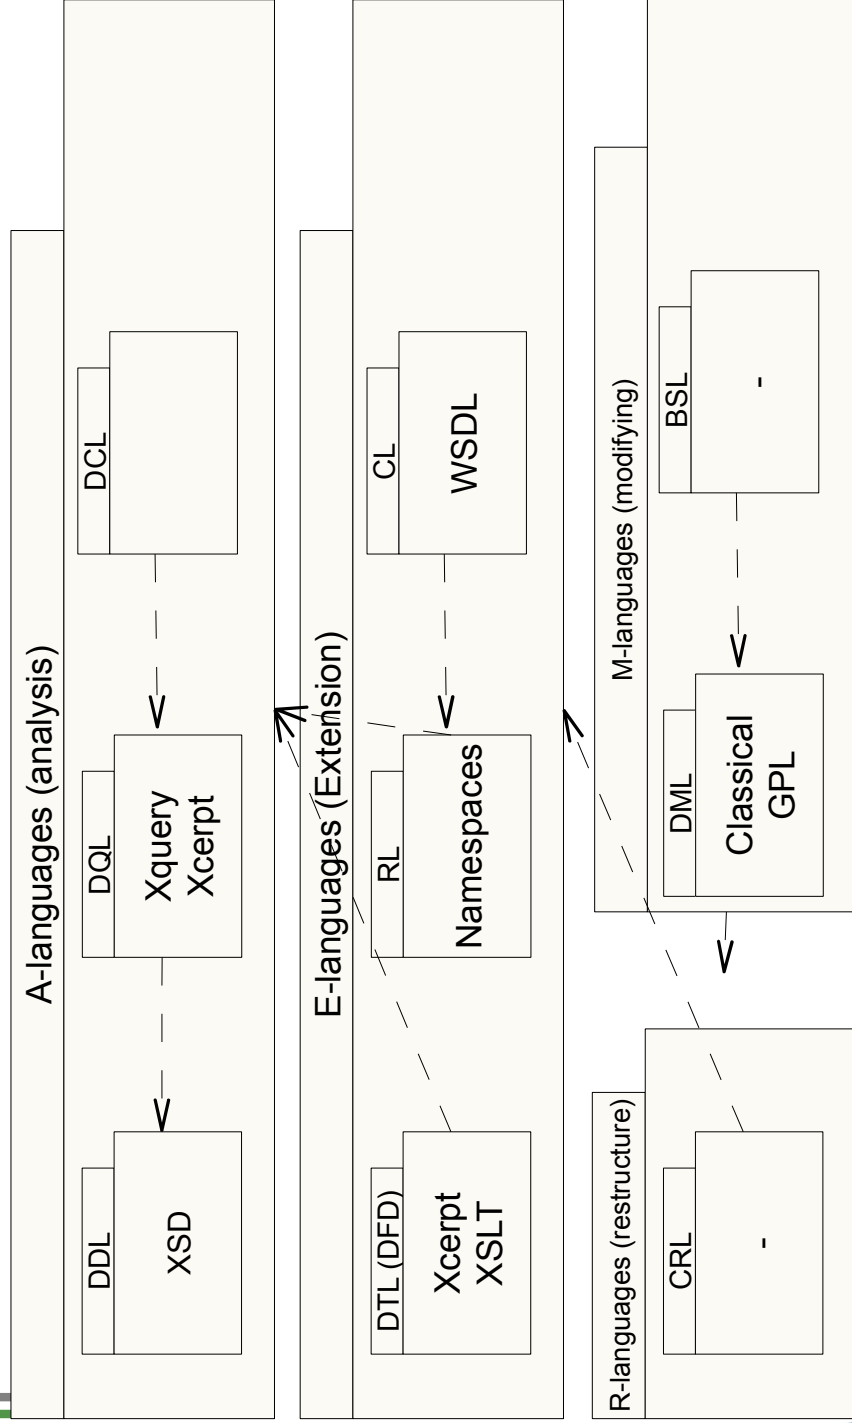 A-languages (analysis)
DDL
XSD
DQL
Xquery
Xcerpt
DCL
E-languages (Extension)
DTL (DFD)
Xcerpt
XSLT
RL
Namespaces
CL
WSDL
R-languages (restructure)
CRL
-
M-languages (modifying)
DML
Classical
GPL
BSL
-